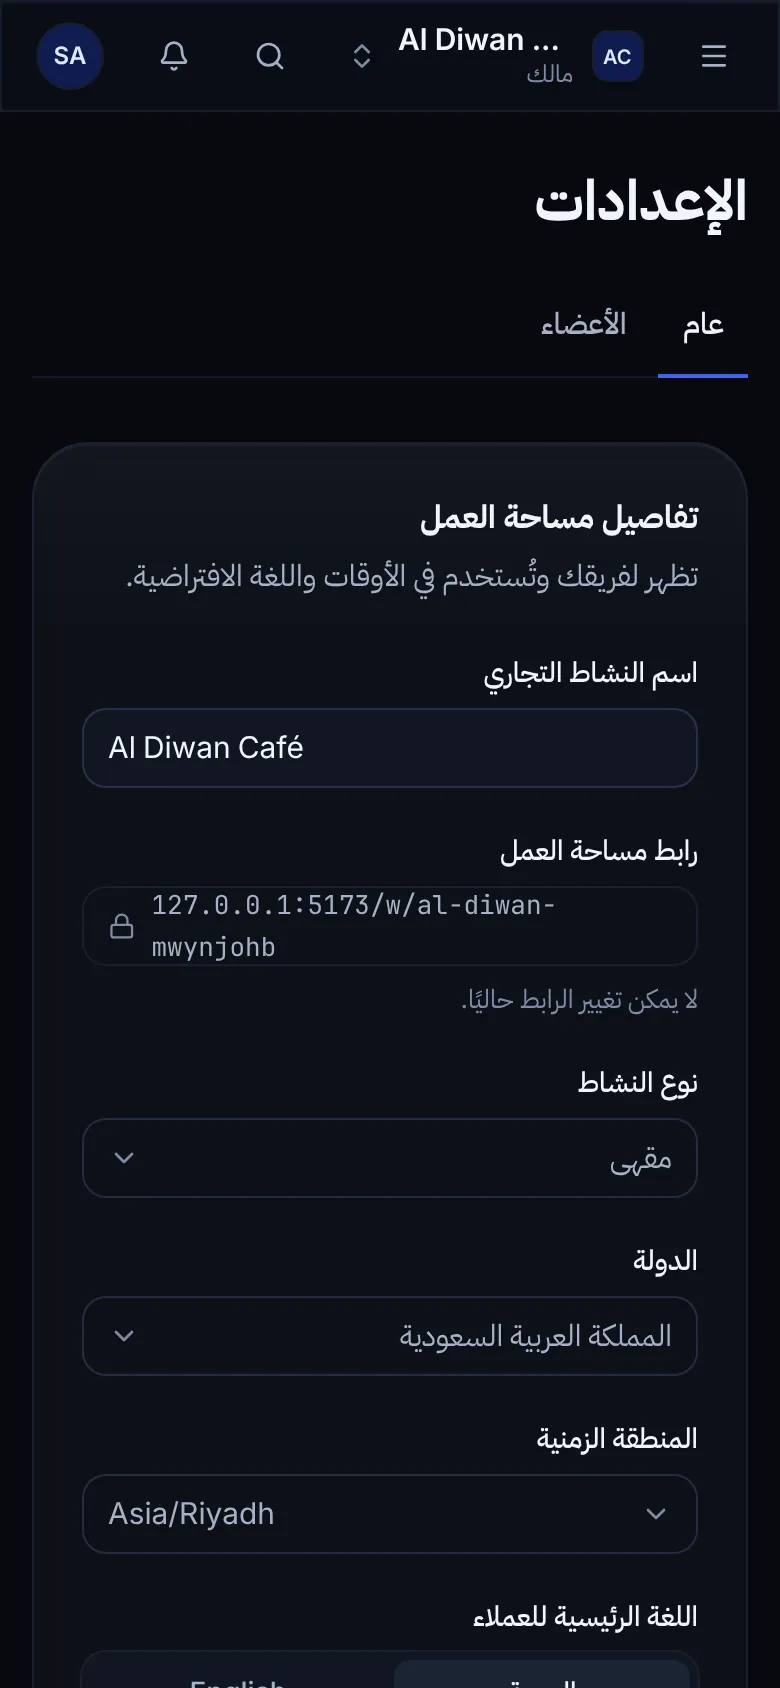 AC
Al Diwan ...
مالك
SA
الإعدادات
عام
الأعضاء
تفاصيل مساحة العمل
تظهر لفريقك وتُستخدم في الأوقات واللغة الافتراضية.
اسم النشاط التجاري
Al Diwan Café
رابط مساحة العمل
127.0.0.1:5173/w/al-diwan-
mwynjohb
لا يمكن تغيير الرابط حاليًا.
نوع النشاط
مقهى
الدولة
المملكة العربية السعودية
المنطقة الزمنية
Asia/Riyadh
اللغة الرئيسية للعملاء
العربية
English